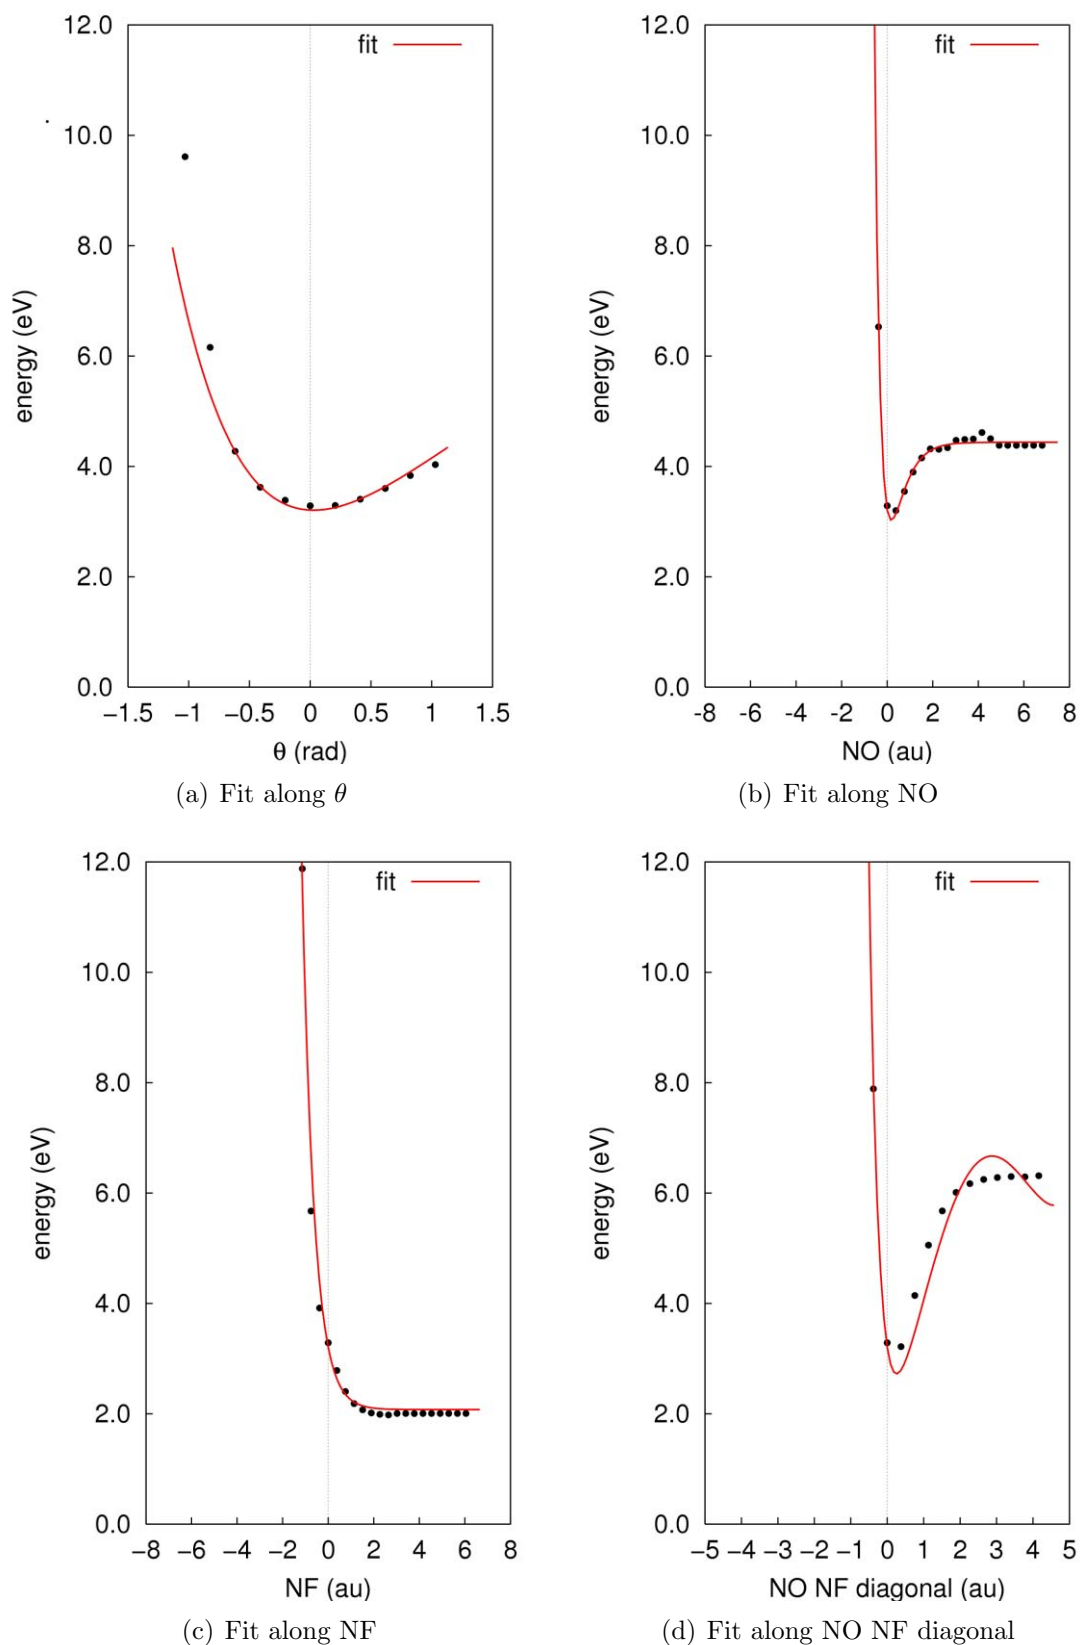 12.0
10.0
8.0
6.0
4.0
2.0
0.0
energy (eV)
fit
−1.5 −1 −0.5 0 0.5 1 1.5
θ (rad)
(a) Fit along θ
12.0
10.0
8.0
6.0
4.0
2.0
0.0
energy (eV)
fit
-8 -6 -4 -2 0 2 4 6 8
NO (au)
(b) Fit along NO
12.0
10.0
8.0
6.0
4.0
2.0
0.0
energy (eV)
fit
−8 −6 −4 −2 0 2 4 6 8
NF (au)
(c) Fit along NF
12.0
10.0
8.0
6.0
4.0
2.0
0.0
energy (eV)
fit
−5 −4 −3 −2 −1 0 1 2 3 4 5
NO NF diagonal (au)
(d) Fit along NO NF diagonal